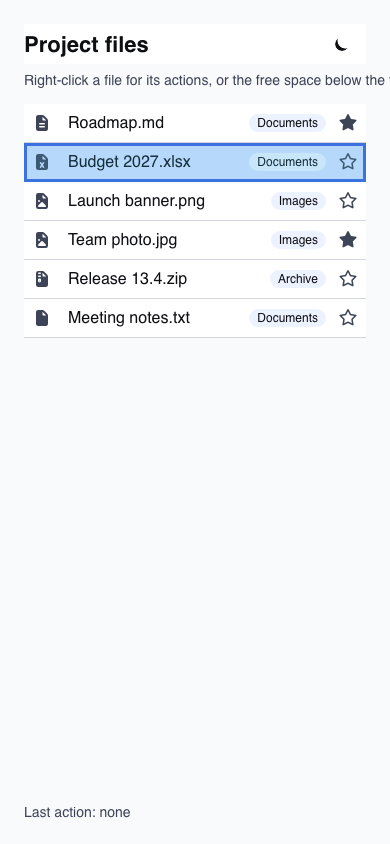 Project files
Right-click a file for its actions, or the free space below the
Roadmap.md Documents
Budget 2027.xlsx Documents
Launch banner.png Images
Team photo.jpg Images
Release 13.4.zip Archive
Meeting notes.txt Documents
Last action: none